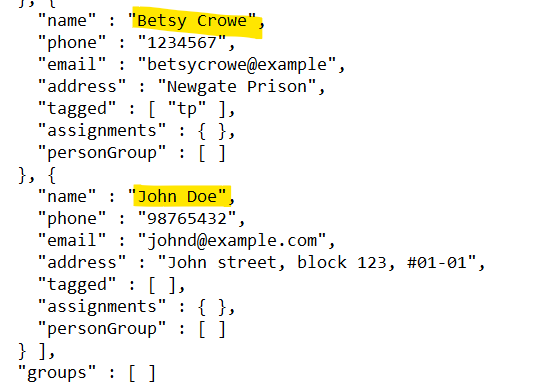 }, {
"name" : "Betsy Crowe",
"phone" : "1234567",
"email" : "betsycrowe@example",
"address" : "Newgate Prison",
"tagged" : [ "tp" ],
"assignments" : { },
"personGroup" : [ ]
}, {
"name" : "John Doe",
"phone" : "98765432",
"email" : "johnd@example.com",
"address" : "John street, block 123, #01-01",
"tagged" : [ ],
"assignments" : { },
"personGroup" : [ ]
} ],
"groups" : [ ]